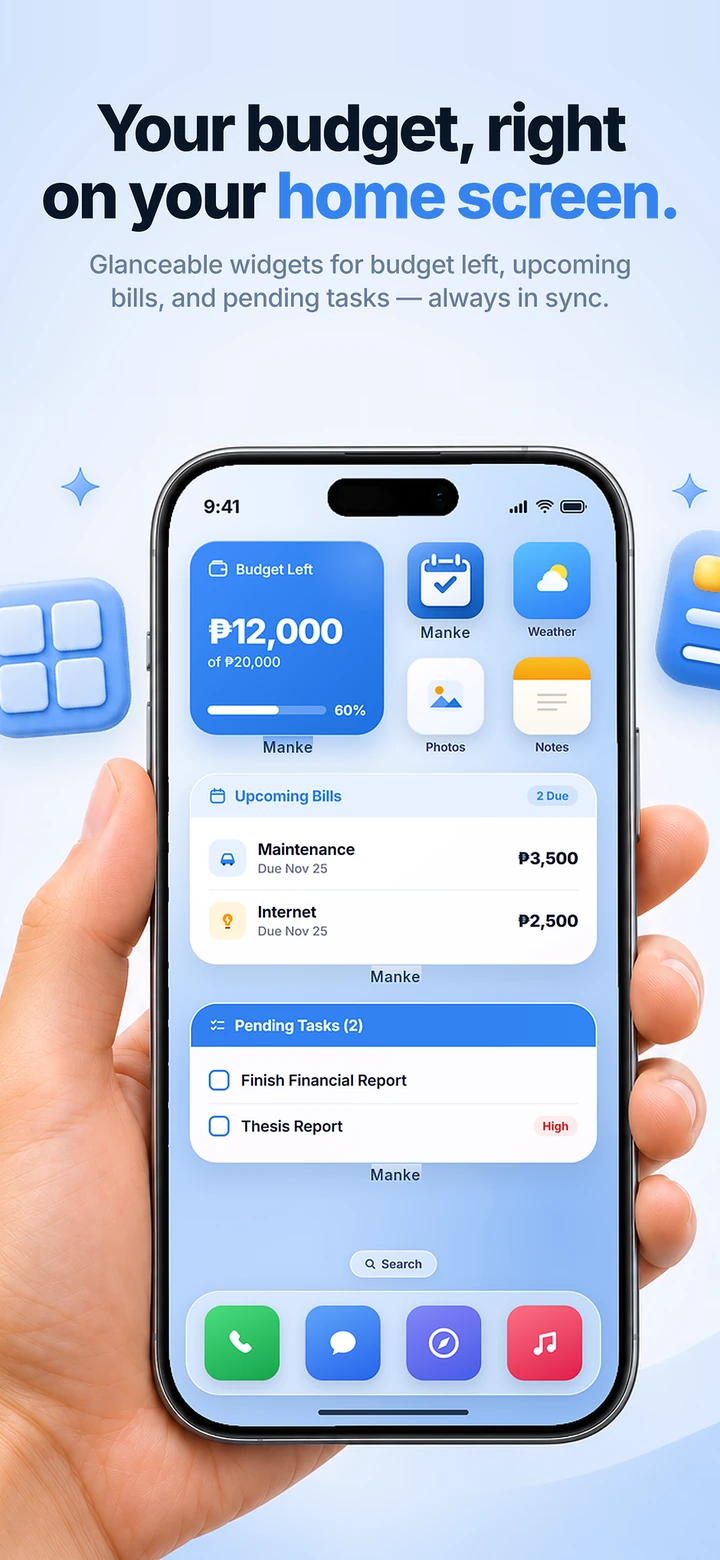 Your budget, right
on your home screen.
Glanceable widgets for budget left, upcoming
bills, and pending tasks — always in sync.
9:41
Budget Left
₱12,000
of ₱20,000
60%
Manke
Manke
Weather
Photos
Notes
Upcoming Bills
2 Due
Maintenance
Due Nov 25
₱3,500
Internet
Due Nov 25
₱2,500
Manke
Pending Tasks (2)
Finish Financial Report
Thesis Report
High
Manke
Search